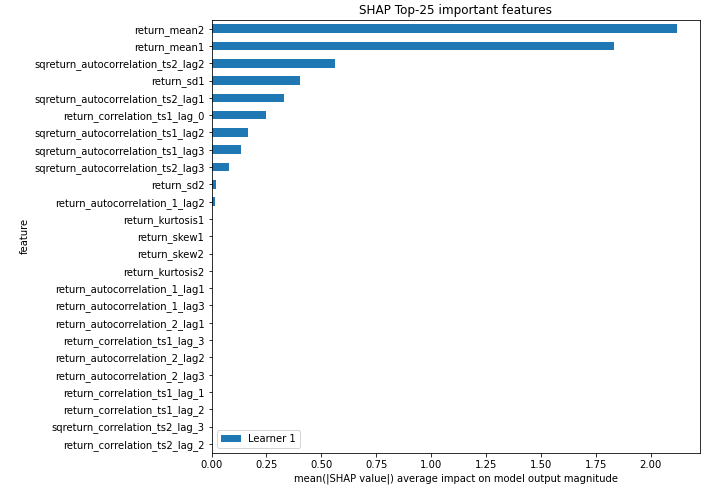 SHAP Top-25 important features
return_mean2
return_mean1
sqreturn_autocorrelation_ts2_lag2
return_sd1
sqreturn_autocorrelation_ts2_lag1
return_correlation_ts1_lag_0
sqreturn_autocorrelation_ts1_lag2
sqreturn_autocorrelation_ts1_lag3
sqreturn_autocorrelation_ts2_lag3
return_sd2
return_autocorrelation_1_lag2
return_kurtosis1
return_skew1
return_skew2
return_kurtosis2
return_autocorrelation_1_lag1
return_autocorrelation_1_lag3
return_autocorrelation_2_lag1
return_correlation_ts1_lag_3
return_autocorrelation_2_lag2
return_autocorrelation_2_lag3
return_correlation_ts1_lag_1
return_correlation_ts1_lag_2
sqreturn_correlation_ts2_lag_3
return_correlation_ts2_lag_2
feature
Learner 1
0.00 0.25 0.50 0.75 1.00 1.25 1.50 1.75 2.00
mean(|SHAP value|) average impact on model output magnitude